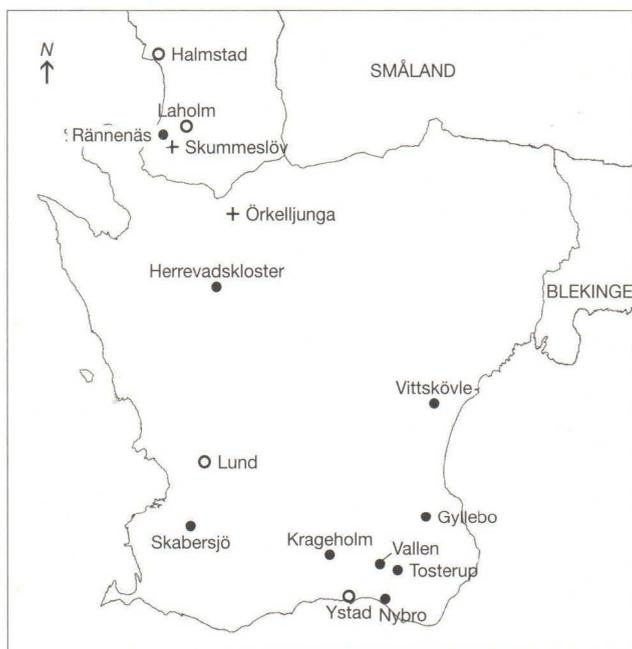 N
Halmstad
SMÅLAND
Laholm
Rännenäs
Skummeslöv
Örkelljunga
Herrevadskloster
BLEKINGE
Vittskövle
Lund
Gyllebo
Skabersjö
Krageholm
Vallen
Tosterup
Ystad
Nybro